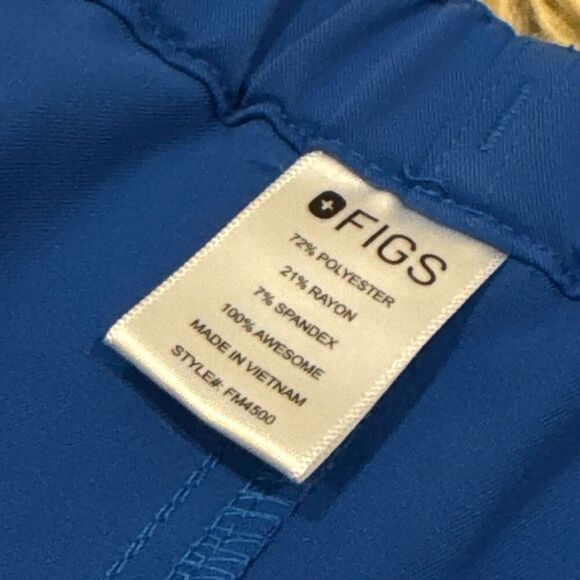 FIGS
72% POLYESTER
21% RAYON
7% SPANDEX
100% AWESOME
MADE IN VIETNAM
STYLE#: FM4500